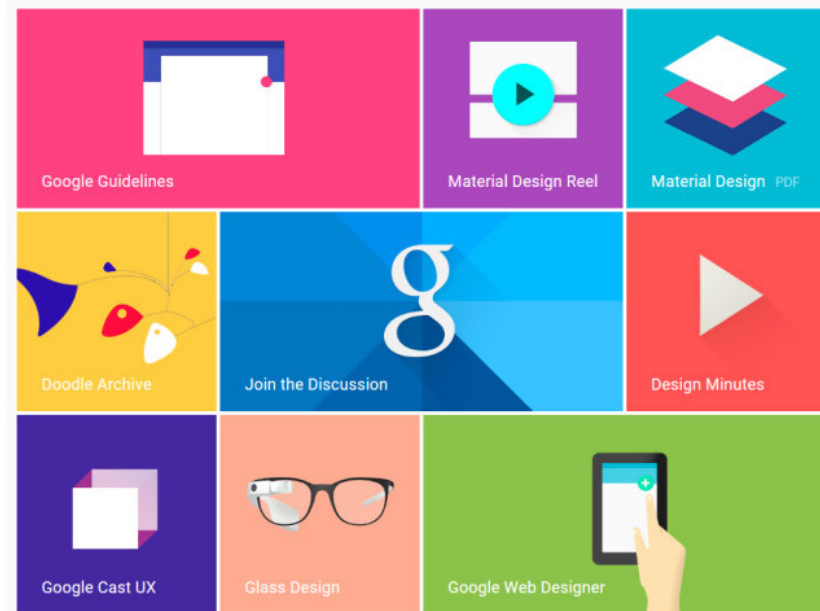 Google Guidelines
Material Design Reel
Material Design PDF
Doodle Archive
g
Join the Discussion
Design Minutes
Google Cast UX
Glass Design
Google Web Designer